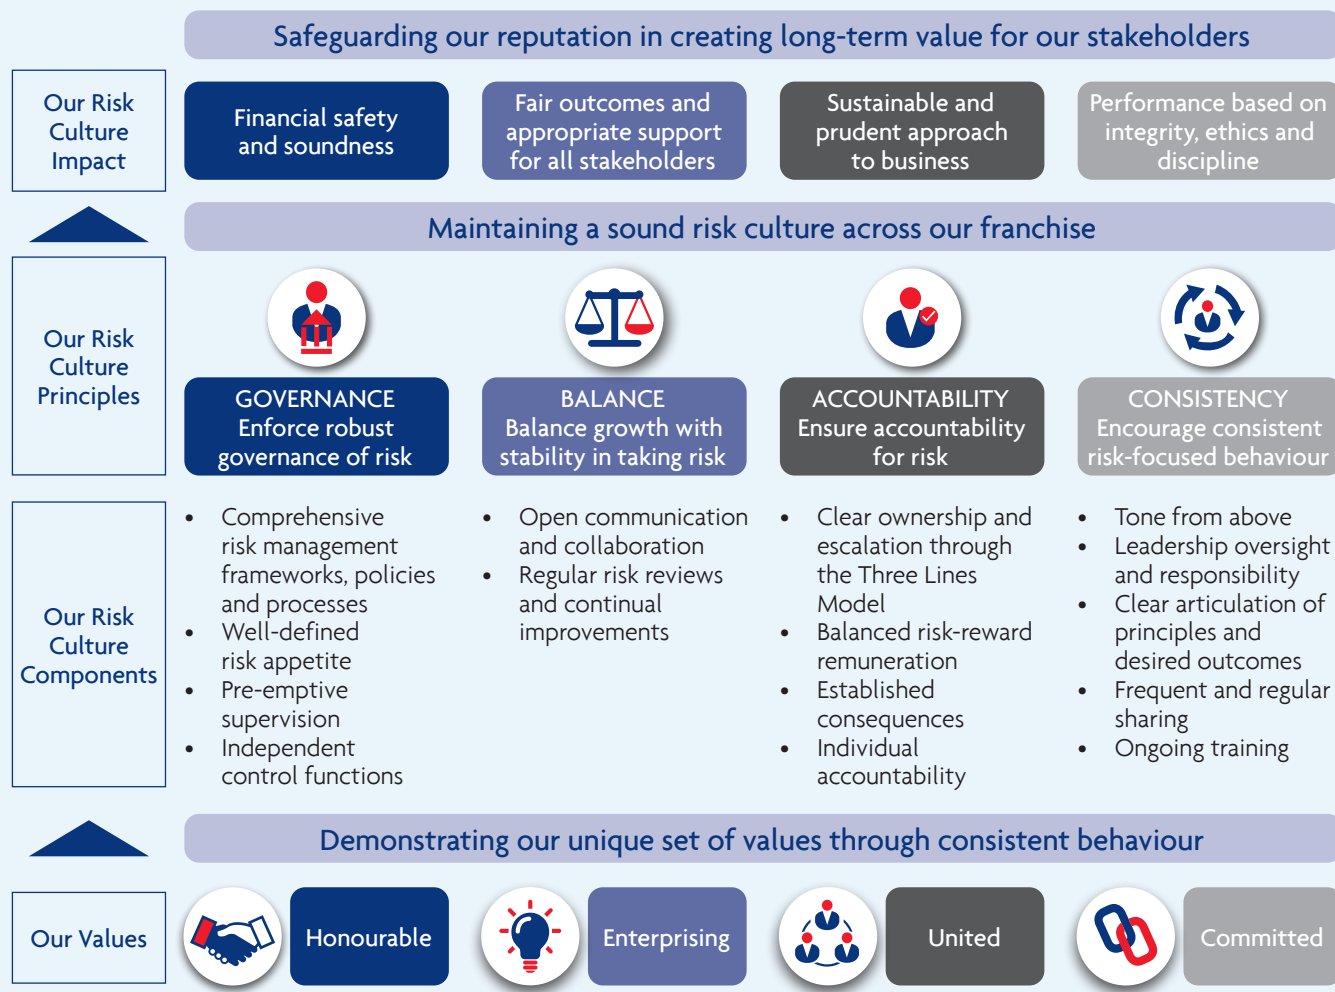 Safeguarding our reputation in creating long-term value for our stakeholders
Our Risk
Culture
Impact
Financial safety
and soundness
Fair outcomes and
appropriate support
for all stakeholders
Sustainable and
prudent approach
to business
Performance based on
integrity, ethics and
discipline
Maintaining a sound risk culture across our franchise
Our Risk
Culture
Principles
GOVERNANCE
Enforce robust
governance of risk
BALANCE
Balance growth with
stability in taking risk
ACCOUNTABILITY
Ensure accountability
for risk
CONSISTENCY
Encourage consistent
risk-focused behaviour
Our Risk
Culture
Components
• Comprehensive
risk management
frameworks, policies
and processes
• Well-defined
risk appetite
• Pre-emptive
supervision
• Independent
control functions
• Open communication
and collaboration
• Regular risk reviews
and continual
improvements
• Clear ownership and
escalation through
the Three Lines
Model
• Balanced risk-reward
remuneration
• Established
consequences
• Individual
accountability
• Tone from above
• Leadership oversight
and responsibility
• Clear articulation of
principles and
desired outcomes
• Frequent and regular
sharing
• Ongoing training
Demonstrating our unique set of values through consistent behaviour
Our Values
Honourable
Enterprising
United
Committed